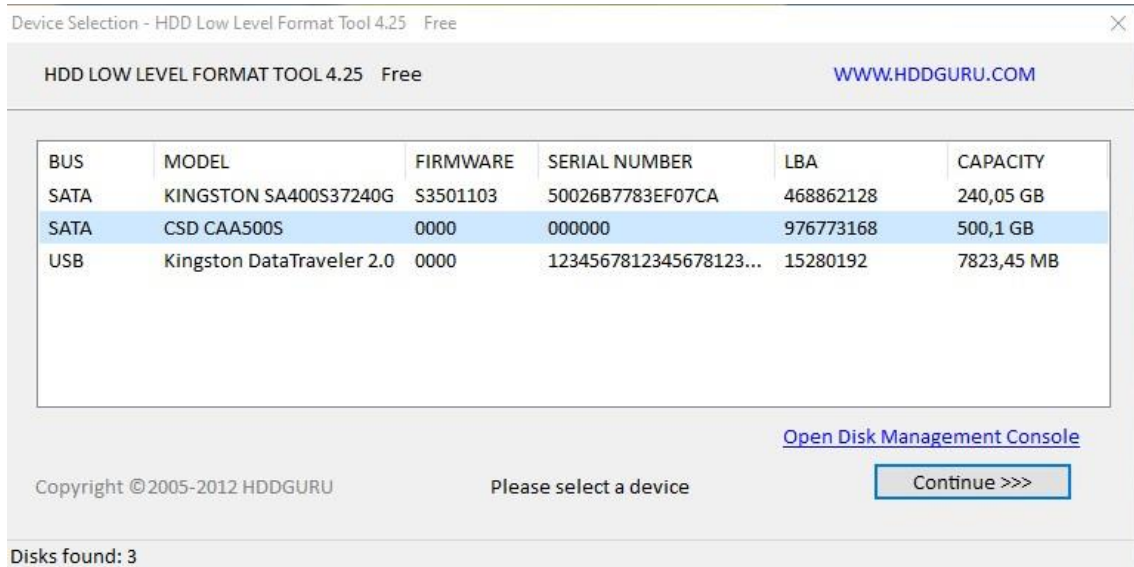 Device Selection - HDD Low Level Format Tool 4.25 Free
HDD LOW LEVEL FORMAT TOOL 4.25 Free WWW.HDDGURU.COM
BUS MODEL FIRMWARE SERIAL NUMBER LBA CAPACITY
SATA KINGSTON SA400S37240G S3501103 50026B7783EF07CA 468862128 240,05 GB
SATA CSD CAA500S 0000 000000 976773168 500,1 GB
USB Kingston DataTraveler 2.0 0000 1234567812345678123... 15280192 7823,45 MB
Open Disk Management Console
Copyright ©2005-2012 HDDGURU Please select a device Continue >>>
Disks found: 3